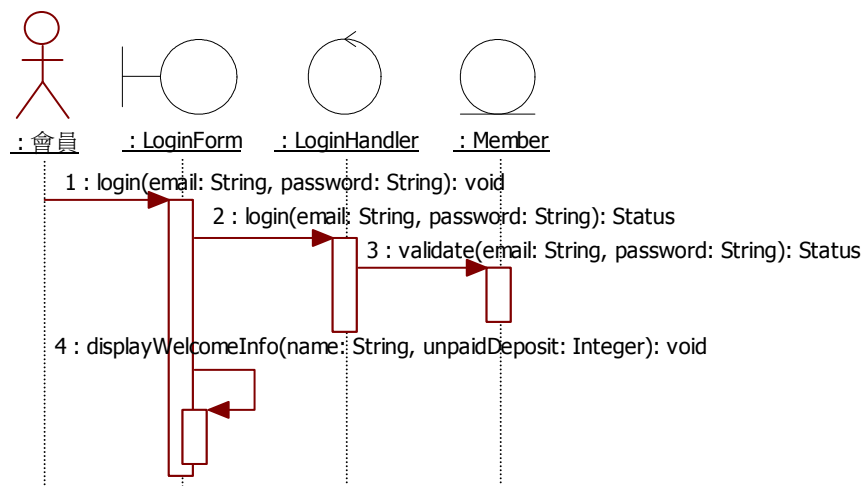 : 會員
: LoginForm
: LoginHandler
: Member
1 : login(email: String, password: String): void
2 : login(email: String, password: String): Status
3 : validate(email: String, password: String): Status
4 : displayWelcomeInfo(name: String, unpaidDeposit: Integer): void